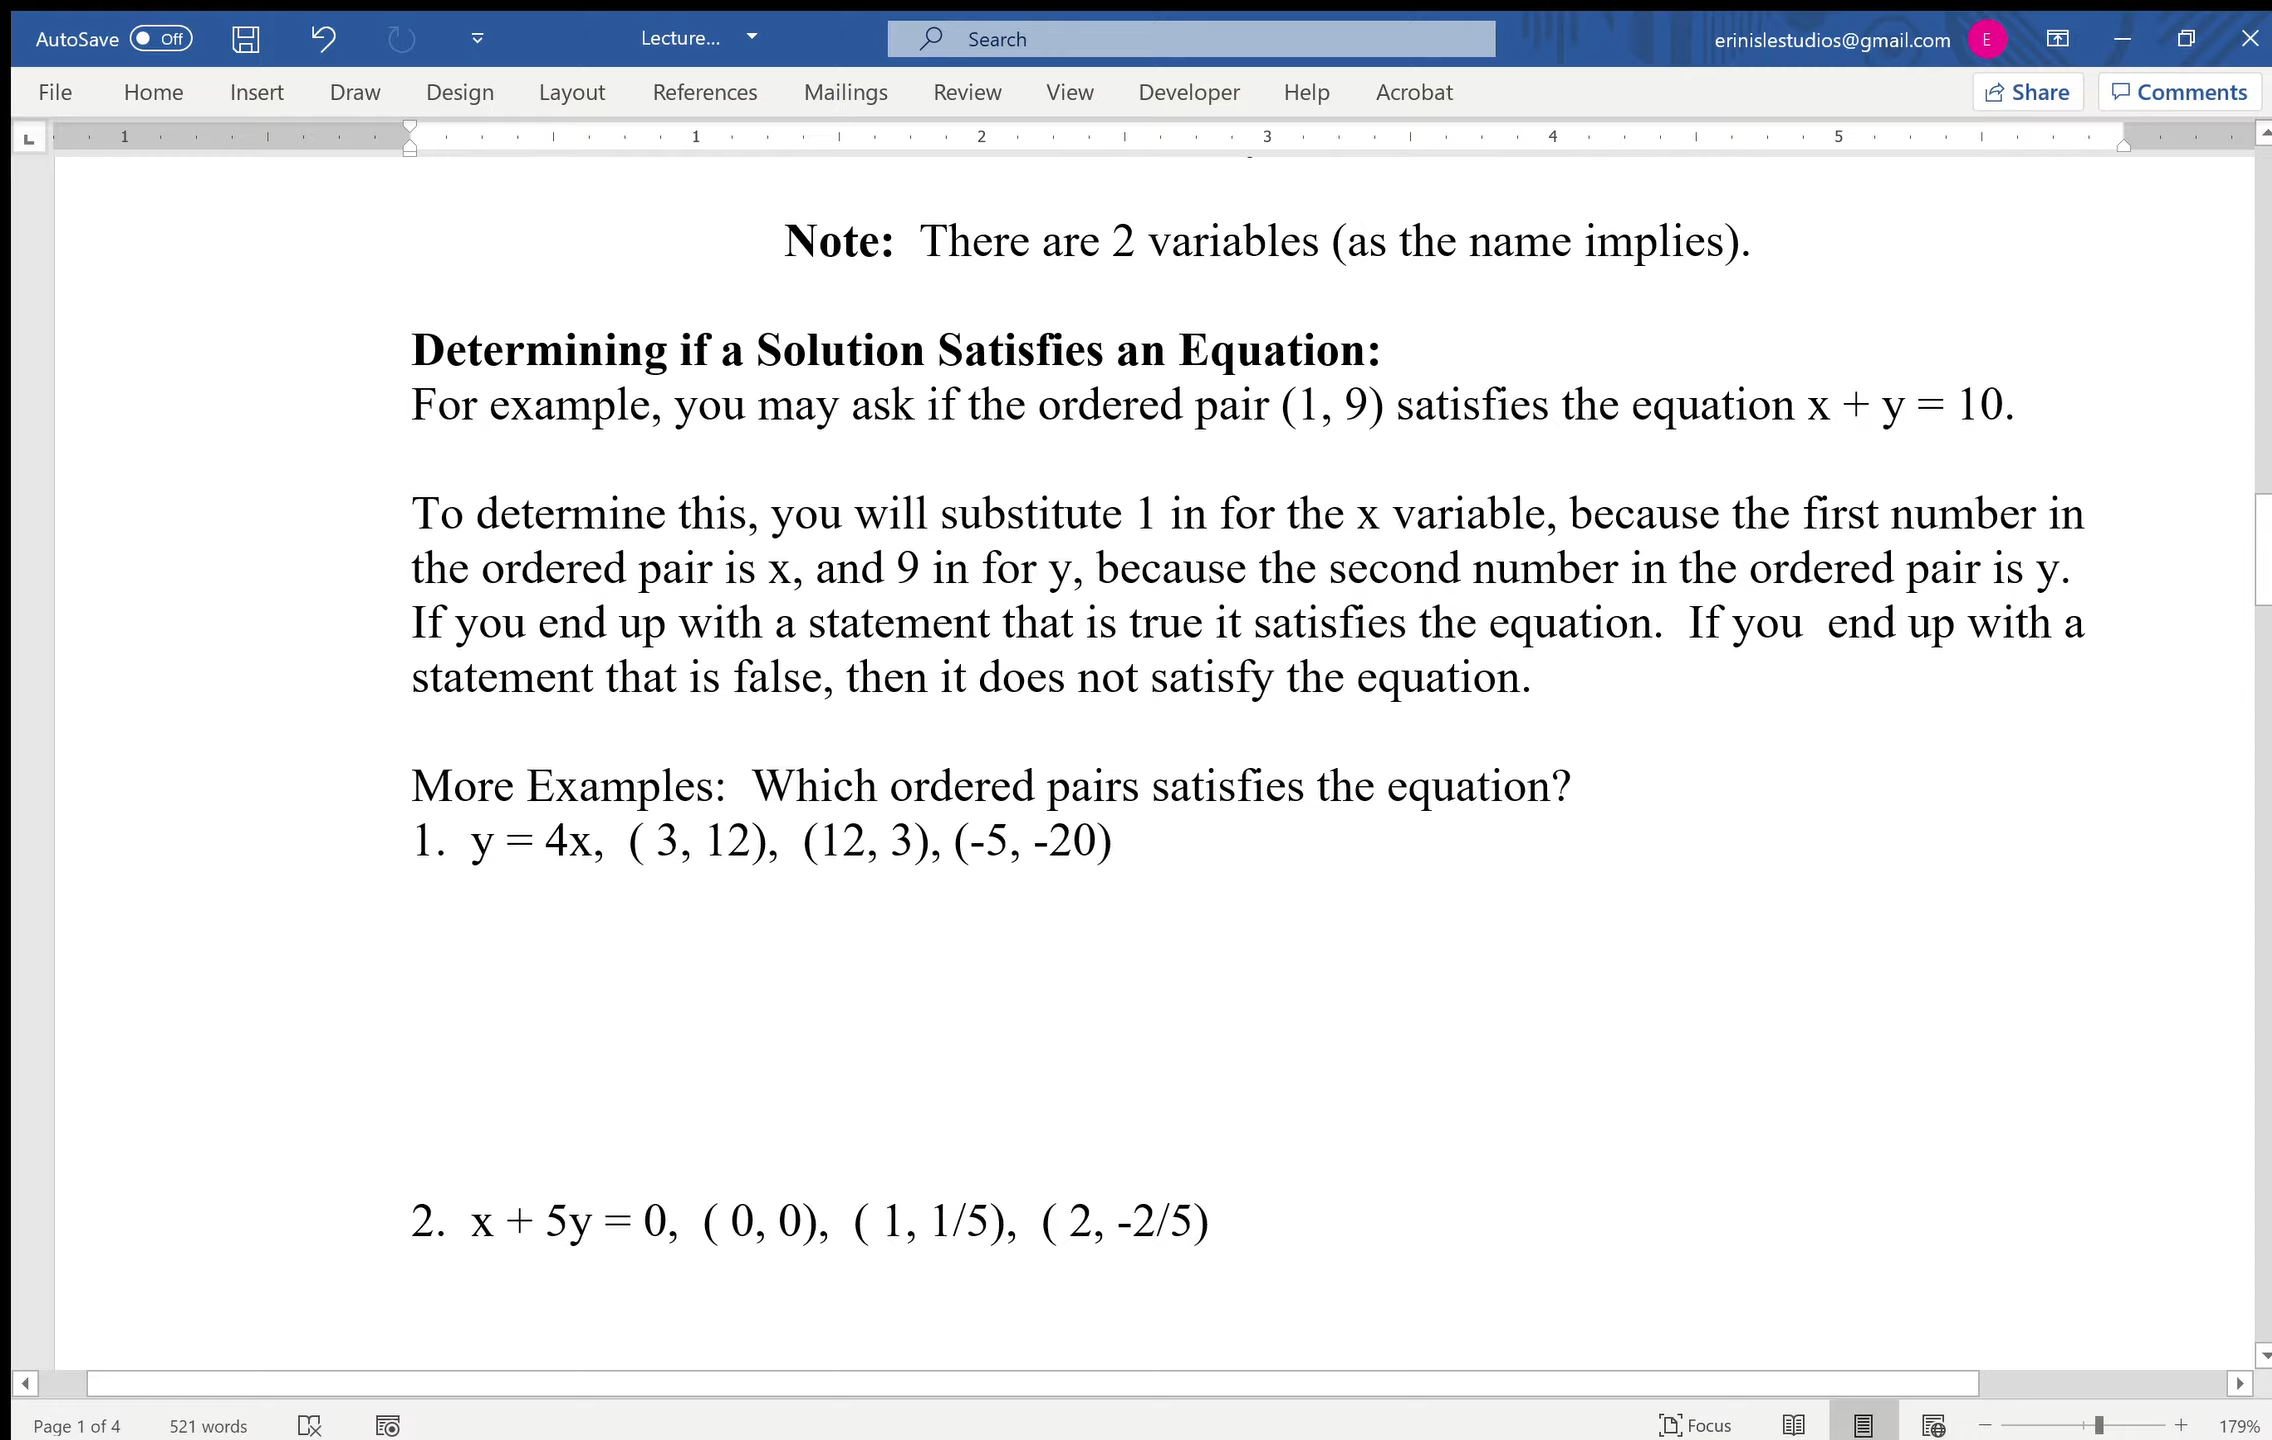 AutoSave Off Lecture... Search erinislestudios@gmail.com E
File Home Insert Draw Design Layout References Mailings Review View Developer Help Acrobat Share Comments
1 1 2 3 4 5
Note: There are 2 variables (as the name implies).
Determining if a Solution Satisfies an Equation:
For example, you may ask if the ordered pair (1, 9) satisfies the equation x + y = 10.
To determine this, you will substitute 1 in for the x variable, because the first number in
the ordered pair is x, and 9 in for y, because the second number in the ordered pair is y.
If you end up with a statement that is true it satisfies the equation. If you end up with a
statement that is false, then it does not satisfy the equation.
More Examples: Which ordered pairs satisfies the equation?
1. y = 4x, ( 3, 12), (12, 3), (-5, -20)
2. x + 5y = 0, ( 0, 0), ( 1, 1/5), ( 2, -2/5)
Page 1 of 4 521 words Focus 179%